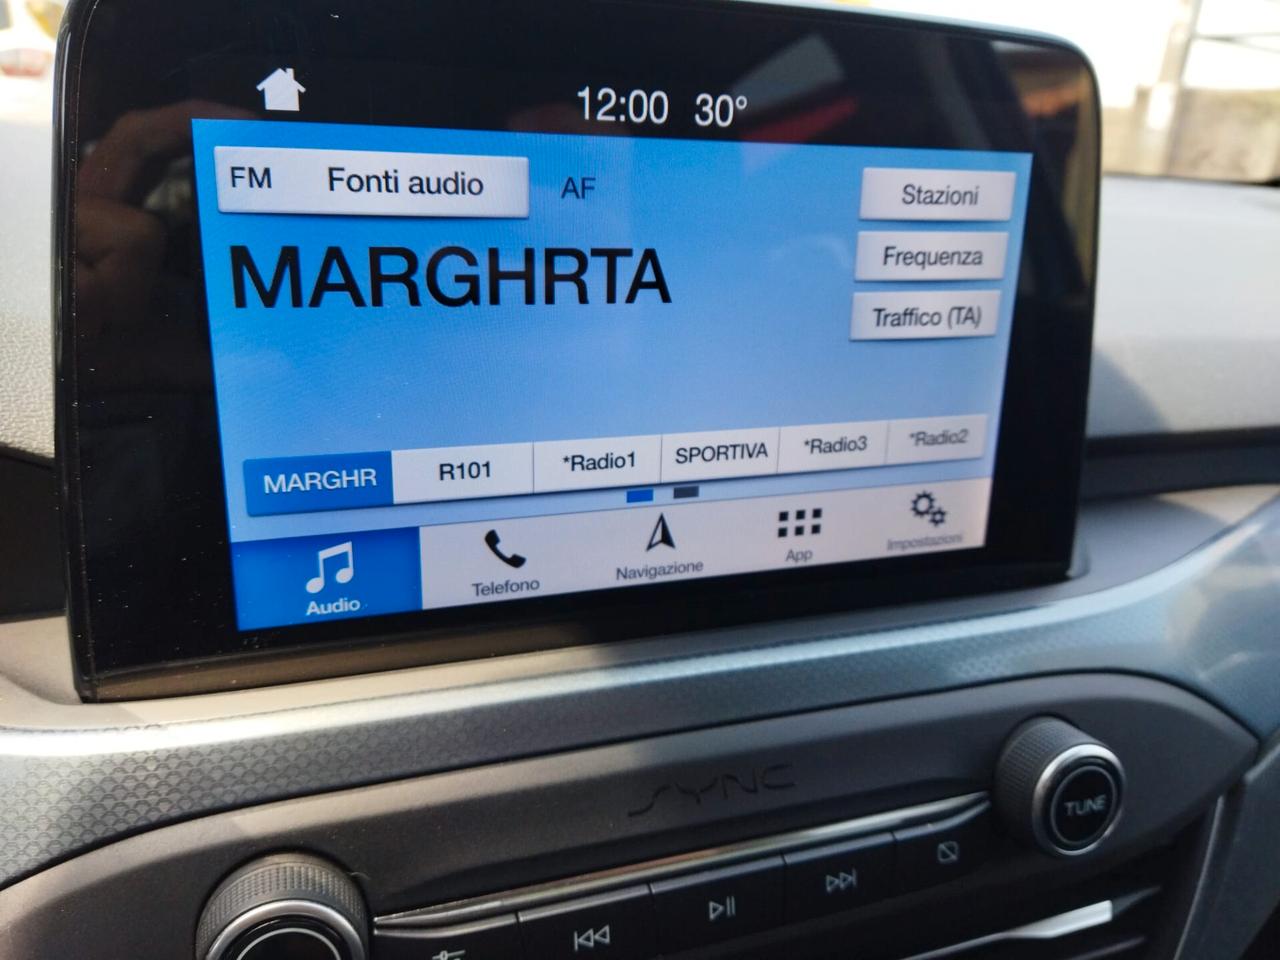 12:00 30°
FM Fonti audio AF
Stazioni
MARGHRTA
Frequenza
Traffico (TA)
MARGHR R101 *Radio1 SPORTIVA *Radio3 *Radio2
Audio Telefono Navigazione App Impostazioni
SYNC
TUNE